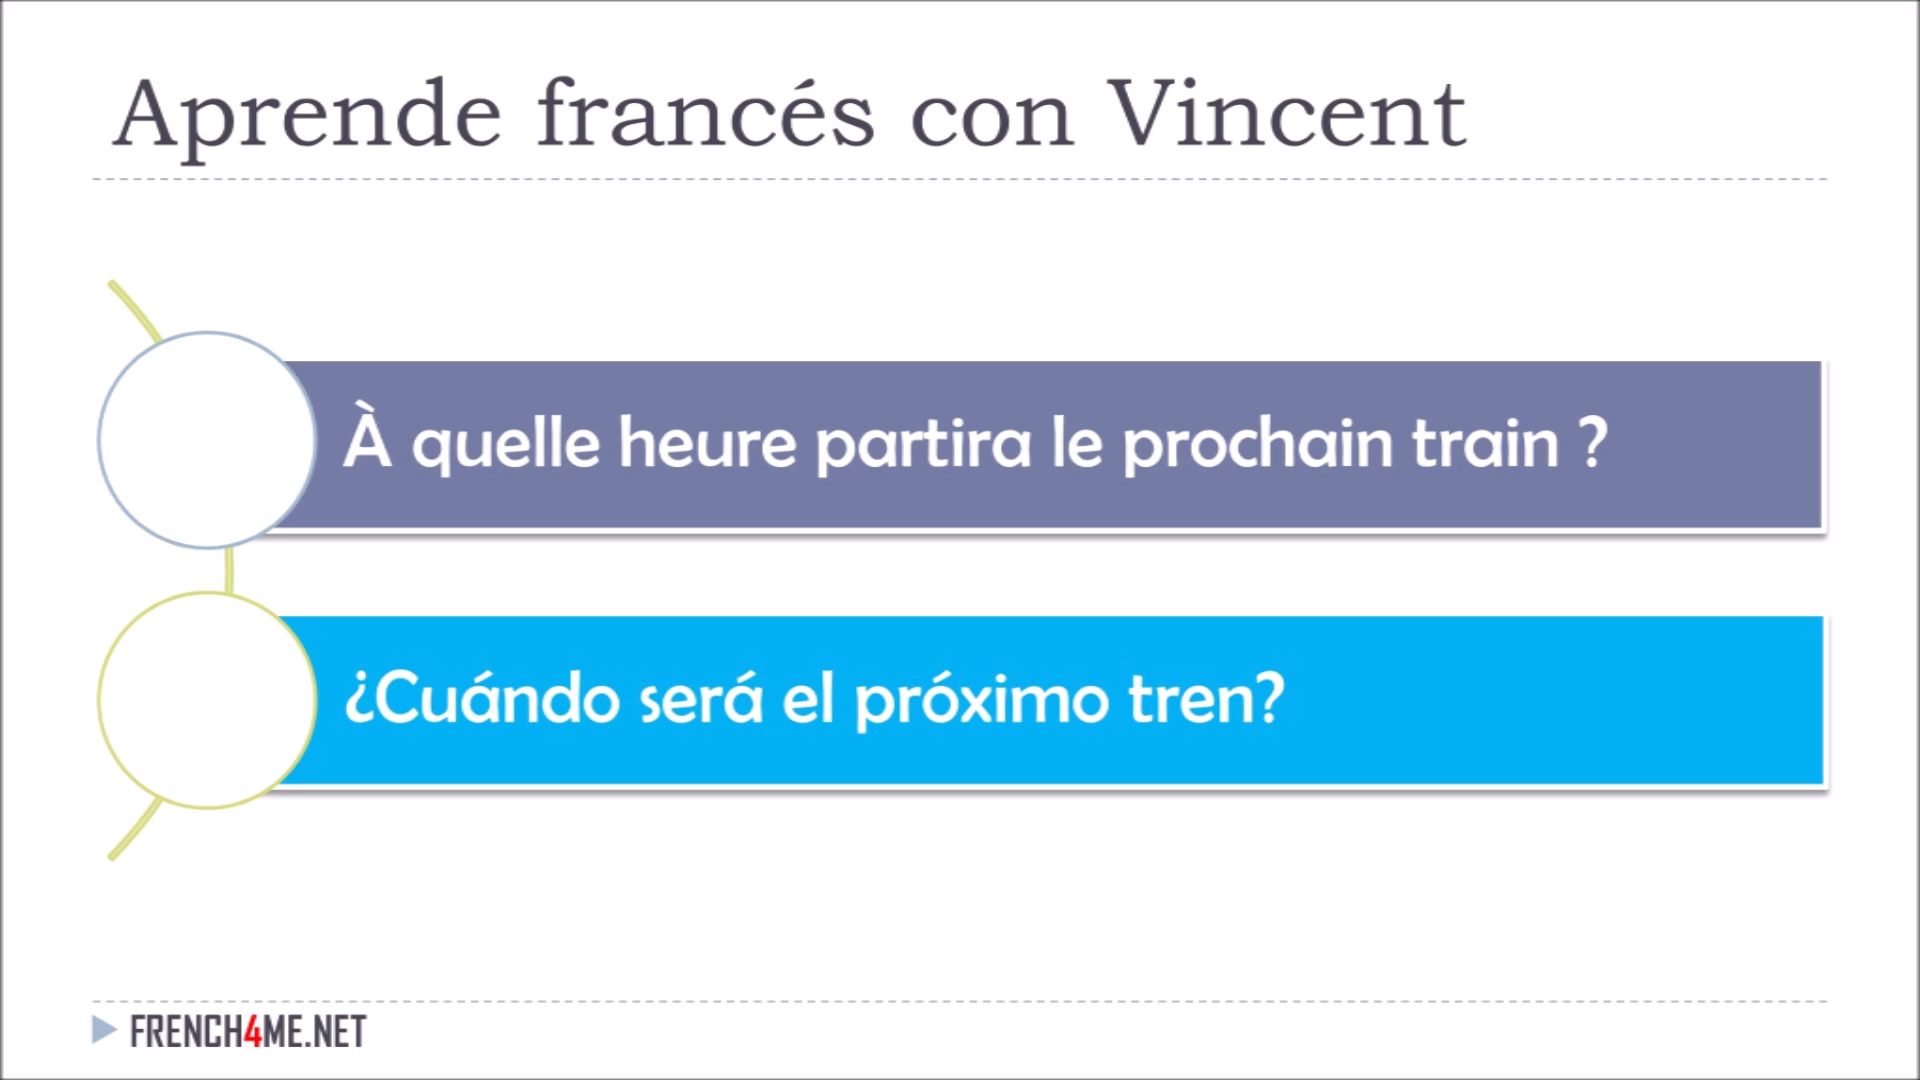 Aprende francés con Vincent
À quelle heure partira le prochain train ?
¿Cuándo será el próximo tren?
FRENCH4ME.NET